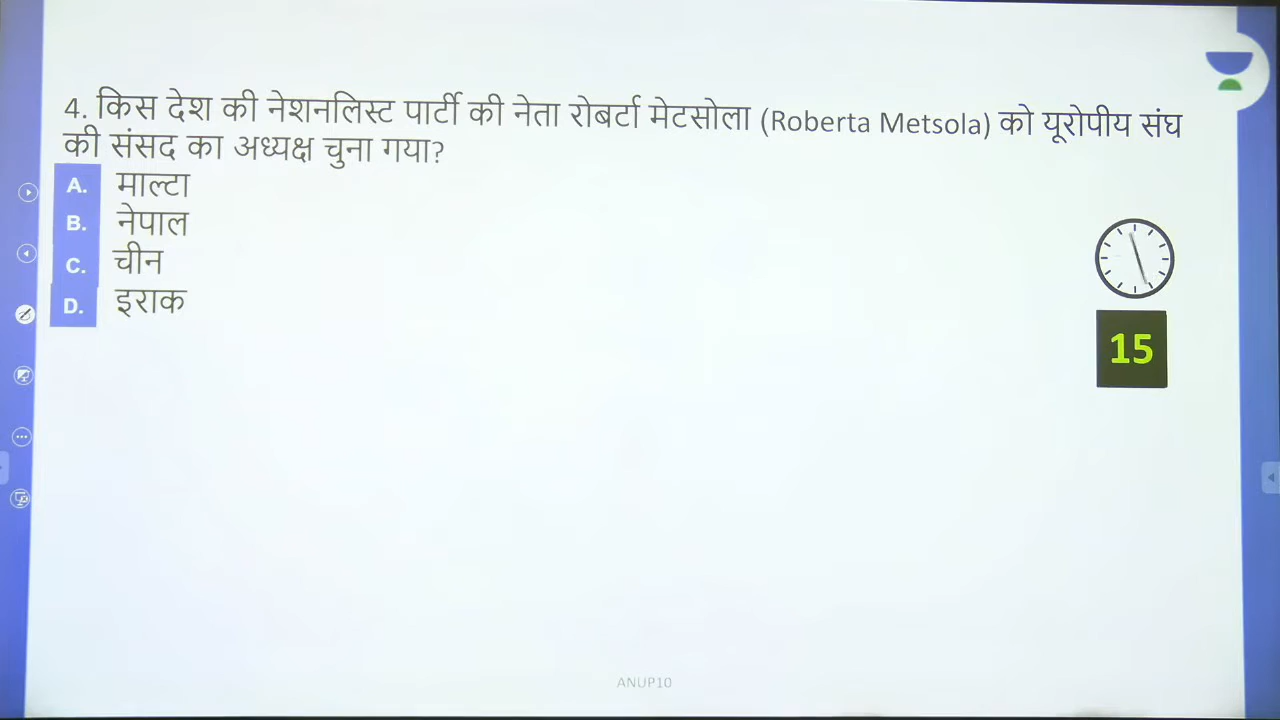 4. किस देश की नेशनलिस्ट पार्टी की नेता रोबर्टा मेटसोला (Roberta Metsola) को यूरोपीय संघ
की संसद का अध्यक्ष चुना गया?
A. माल्टा
B. नेपाल
C. चीन
D. इराक
15
ANUP10